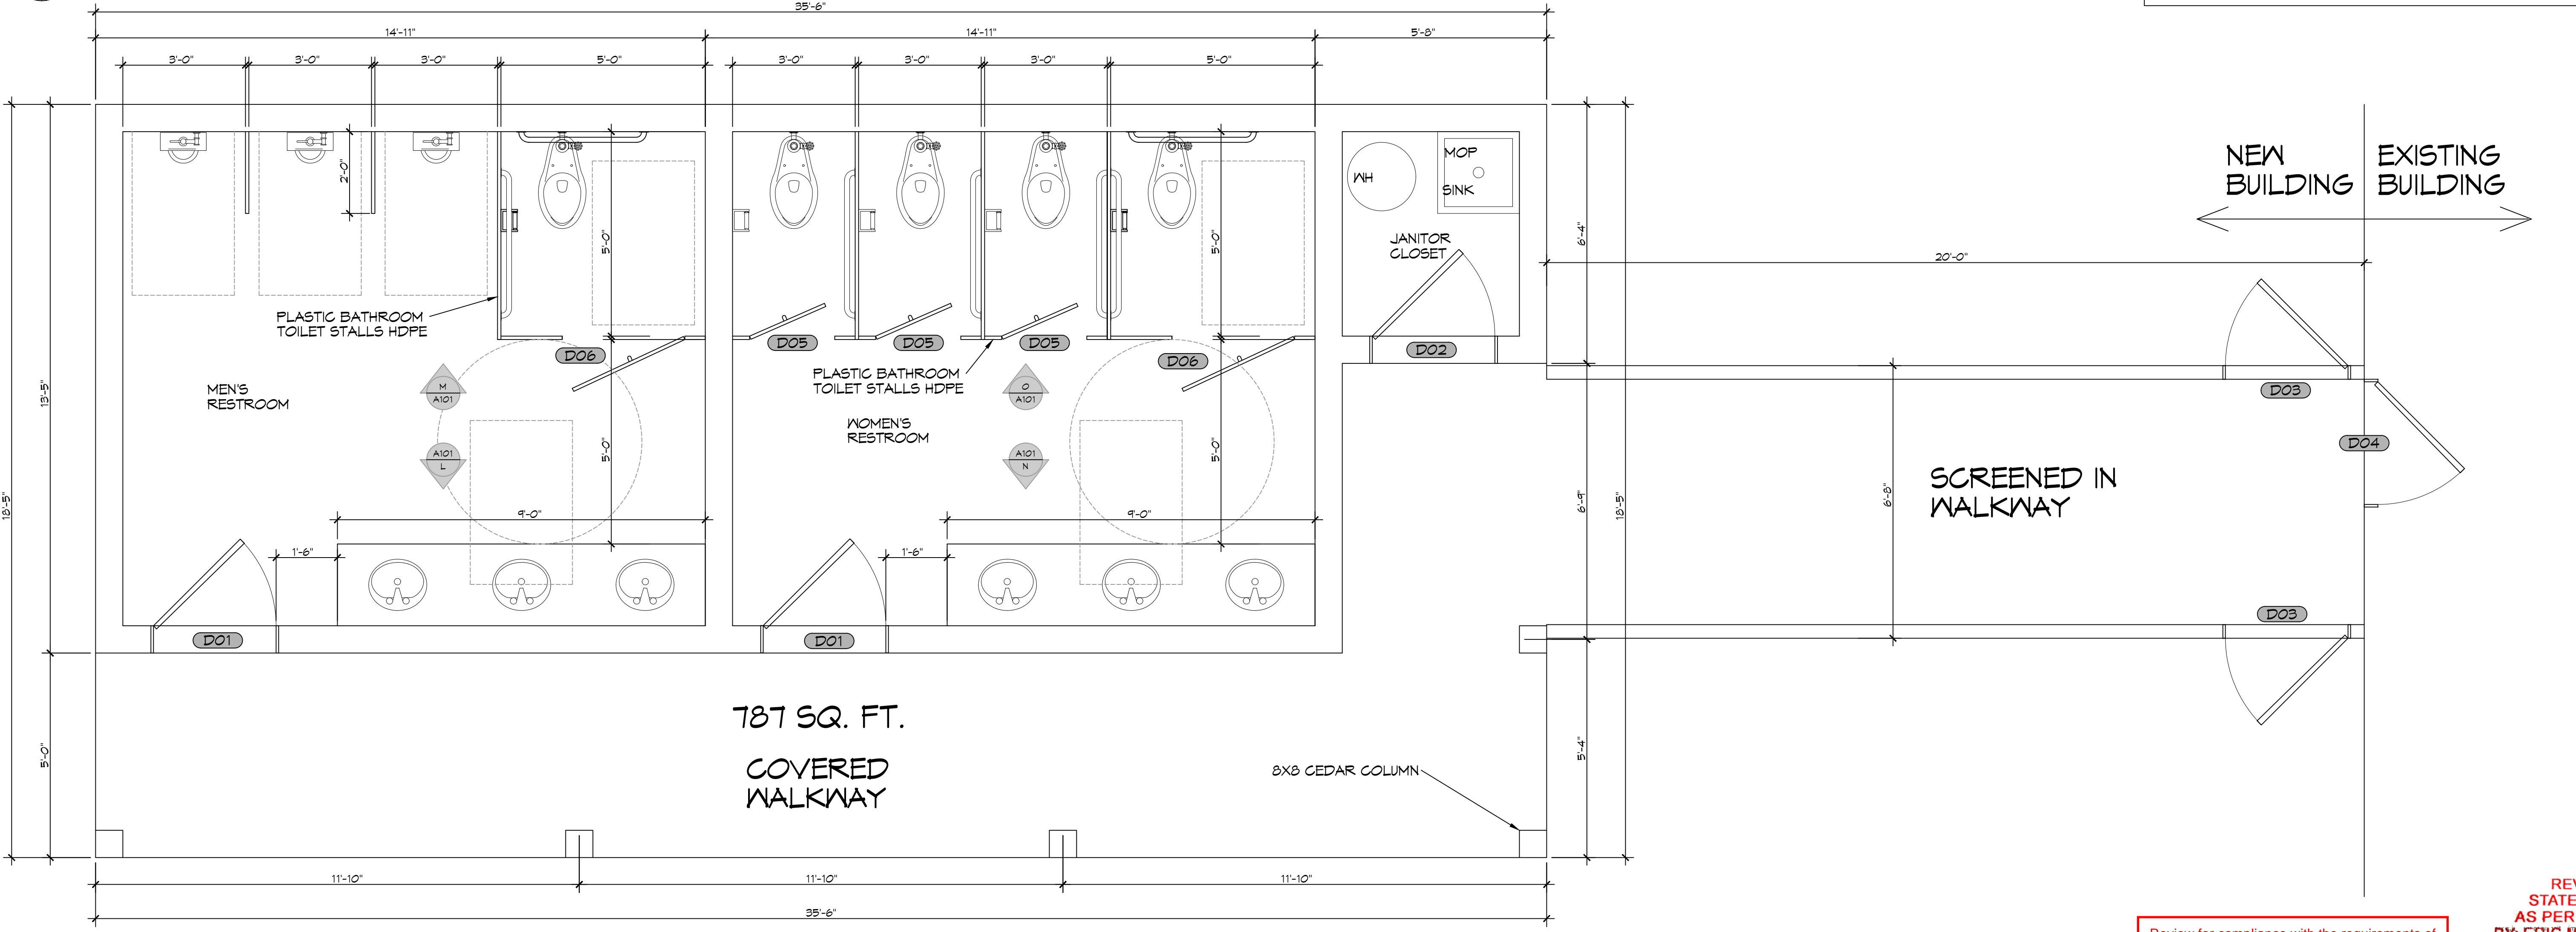 35'-6"
14'-11"
14'-11"
5'-8"
3'-0"
3'-0"
3'-0"
5'-0"
3'-0"
3'-0"
3'-0"
5'-0"
2'-0"
5'-0"
5'-0"
MOP
SINK
WH
JANITOR
CLOSET
6'-4"
NEW
BUILDING
EXISTING
BUILDING
20'-0"
PLASTIC BATHROOM
TOILET STALLS HDPE
D06
D05
D05
D05
D06
D02
PLASTIC BATHROOM
TOILET STALLS HDPE
MEN'S
RESTROOM
M
A101
A101
L
O
A101
A101
N
WOMEN'S
RESTROOM
13'-5"
18'-5"
5'-0"
5'-0"
D03
D04
SCREENED IN
WALKWAY
6'-9"
18'-5"
6'-8"
9'-0"
9'-0"
1'-6"
1'-6"
D01
D01
D03
787 SQ. FT.
COVERED
WALKWAY
8X8 CEDAR COLUMN
5'-0"
5'-4"
11'-10"
11'-10"
11'-10"
35'-6"
STATE
AS PER